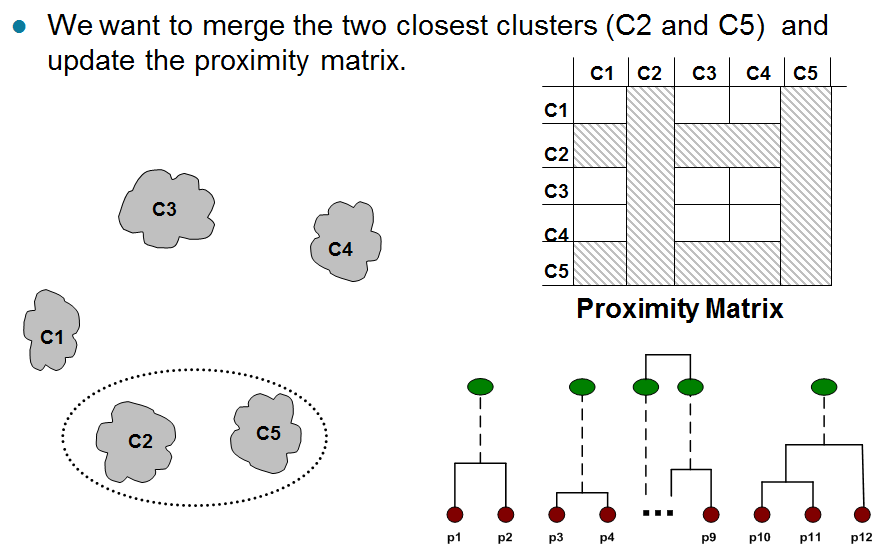 We want to merge the two closest clusters (C2 and C5) and
update the proximity matrix.
C1 C2 C3 C4 C5
C1
C2
C3
C4
C5
Proximity Matrix
C3
C4
C1
C2
C5
...
p1 p2 p3 p4 p9 p10 p11 p12